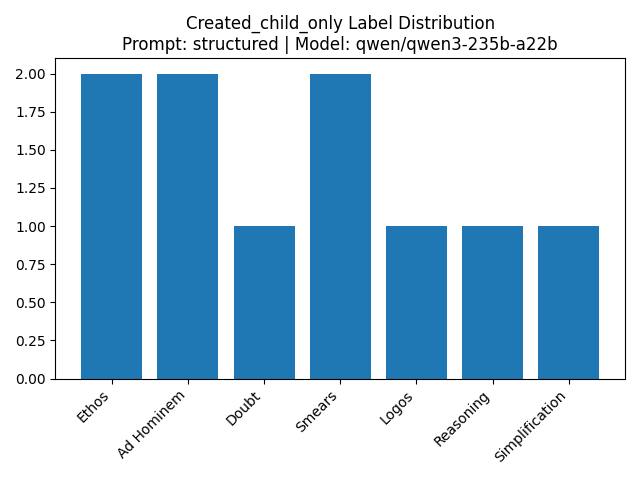 Created_child_only Label Distribution
Prompt: structured | Model: qwen/qwen3-235b-a22b
2.00
1.75
1.50
1.25
1.00
0.75
0.50
0.25
0.00
Ethos
Ad Hominem
Doubt
Smears
Logos
Reasoning
Simplification